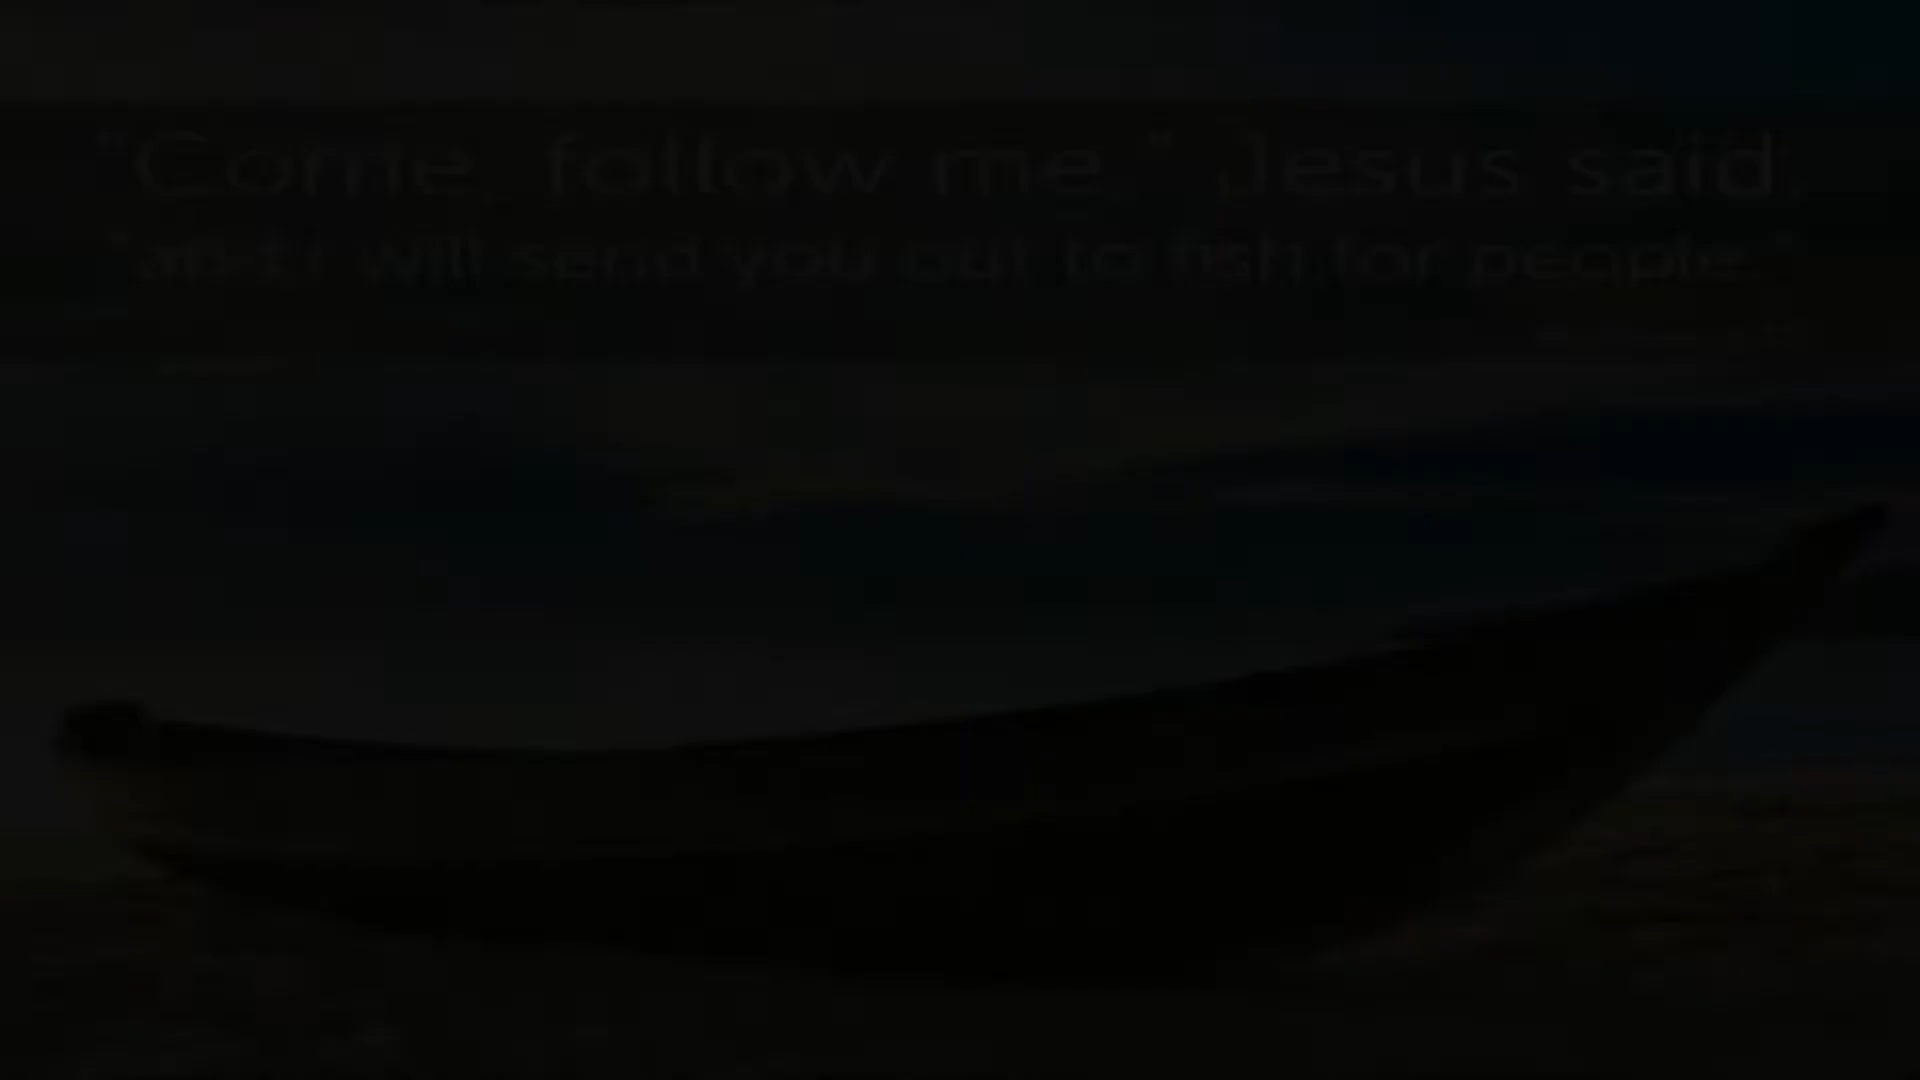 "Come, follow me," Jesus said,
"and I will send you out to fish for people."